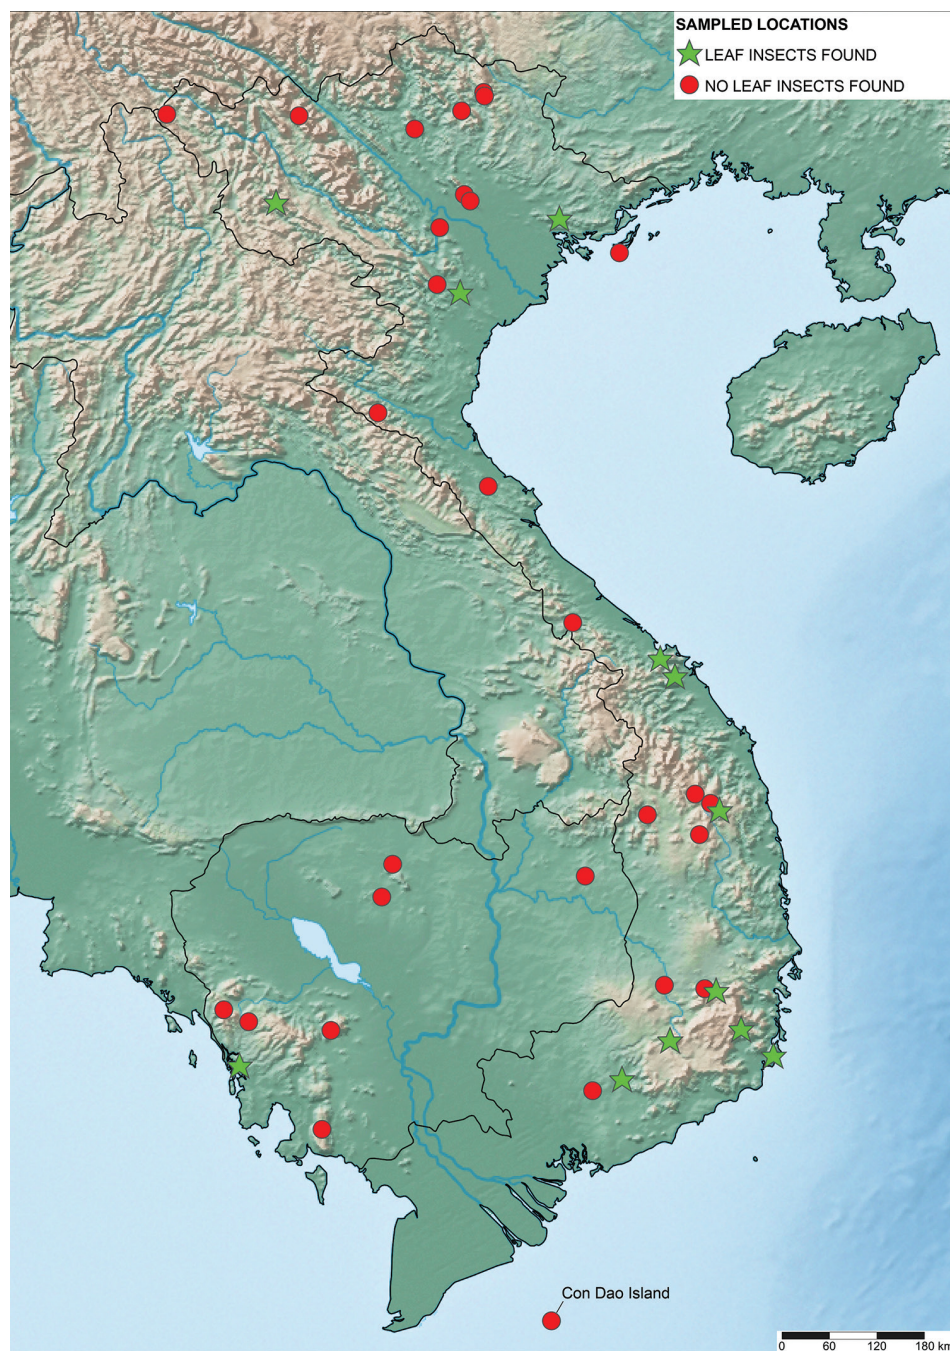 SAMPLED LOCATIONS
LEAF INSECTS FOUND
NO LEAF INSECTS FOUND
Con Dao Island
0 60 120 180 km